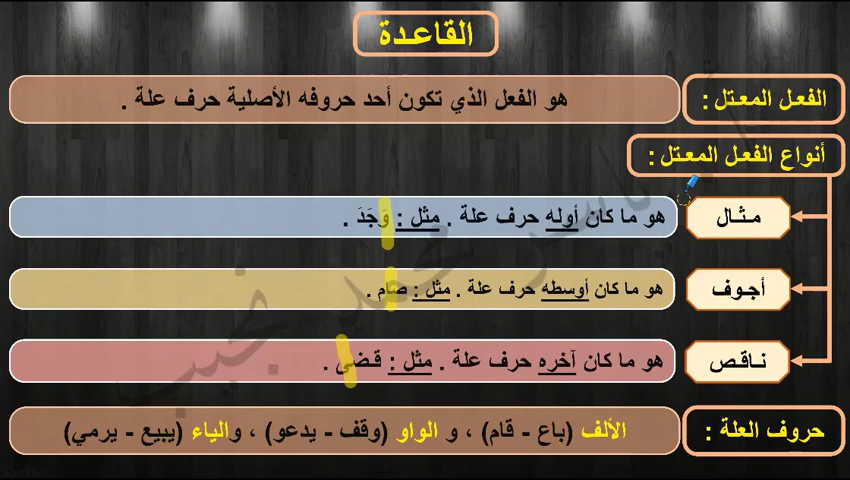 القاعدة
الفعل المعتل : هو الفعل الذي تكون أحد حروفه الأصلية حرف علة .
أنواع الفعل المعتل :
مثال هو ما كان أوله حرف علة . مثل : وَجَدَ .
أجوف هو ما كان أوسطه حرف علة . مثل : صام .
ناقص هو ما كان آخره حرف علة . مثل : قضى .
حروف العلة : الألف (باع - قام) ، و الواو (وقف - يدعو) ، والياء (يبيع - يرمي)
محمد نجيب